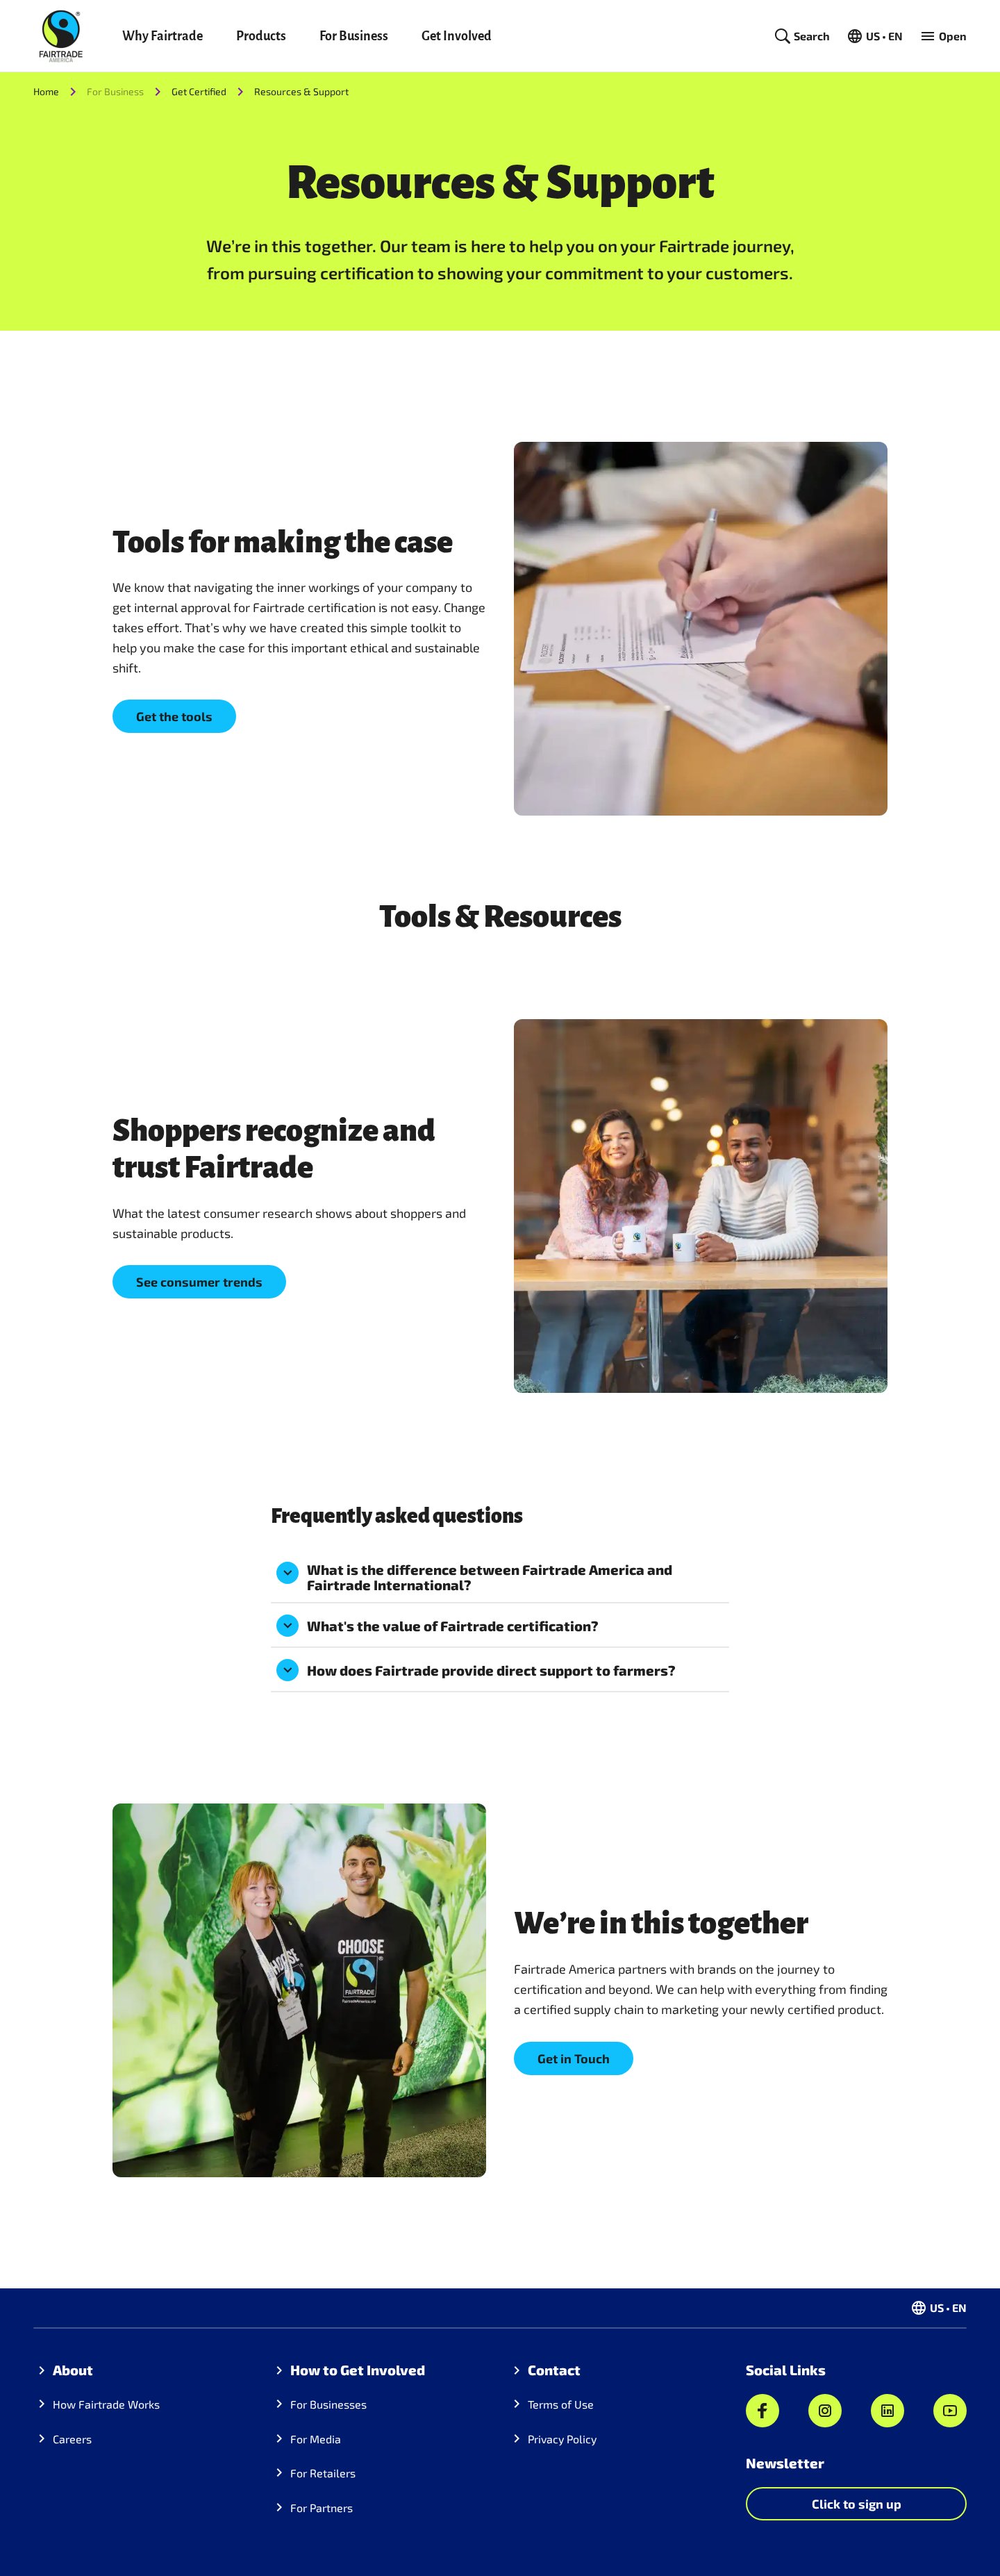 FAIRTRADE
AMERICA
Why Fairtrade
Products
For Business
Get Involved
Search
US • EN
Open
Home
For Business
Get Certified
Resources & Support
Resources & Support
We’re in this together. Our team is here to help you on your Fairtrade journey,
from pursuing certification to showing your commitment to your customers.
Tools for making the case
We know that navigating the inner workings of your company to
get internal approval for Fairtrade certification is not easy. Change
takes effort. That’s why we have created this simple toolkit to
help you make the case for this important ethical and sustainable
shift.
Get the tools
Tools & Resources
Shoppers recognize and
trust Fairtrade
What the latest consumer research shows about shoppers and
sustainable products.
See consumer trends
Frequently asked questions
What is the difference between Fairtrade America and
Fairtrade International?
What's the value of Fairtrade certification?
How does Fairtrade provide direct support to farmers?
CHOOSE
FAIRTRADE
We’re in this together
Fairtrade America partners with brands on the journey to
certification and beyond. We can help with everything from finding
a certified supply chain to marketing your newly certified product.
Get in Touch
US • EN
About
How Fairtrade Works
Careers
How to Get Involved
For Businesses
For Media
For Retailers
For Partners
Contact
Terms of Use
Privacy Policy
Social Links
Newsletter
Click to sign up